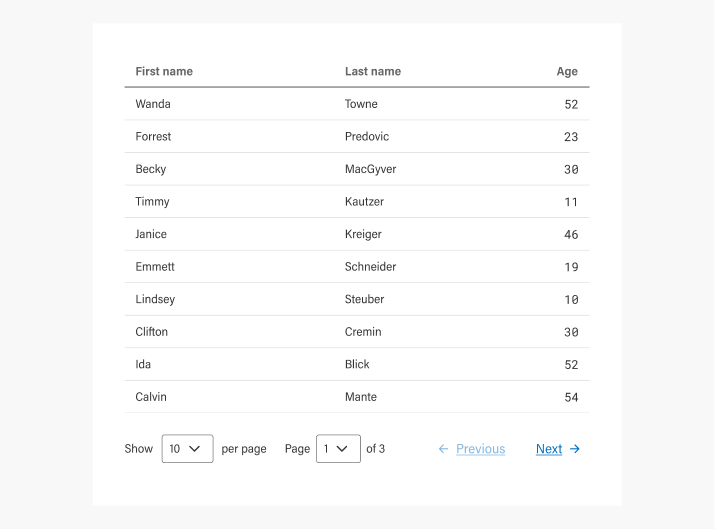 First name Last name Age
Wanda Towne 52
Forrest Predovic 23
Becky MacGyver 30
Timmy Kautzer 11
Janice Kreiger 46
Emmett Schneider 19
Lindsey Steuber 10
Clifton Cremin 30
Ida Blick 52
Calvin Mante 54
Show 10 per page Page 1 of 3 Previous Next